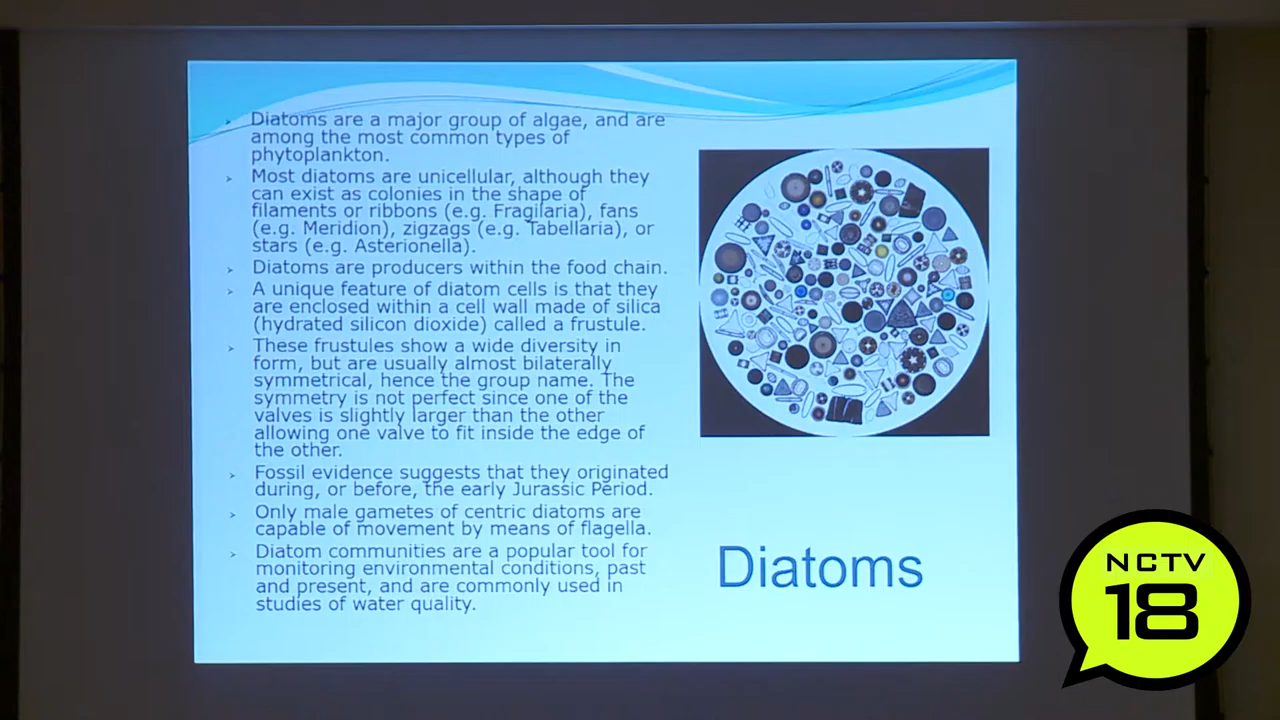 Diatoms are a major group of algae, and are
among the most common types of
phytoplankton.
Most diatoms are unicellular, although they
can exist as colonies in the shape of
filaments or ribbons (e.g. Fragilaria), fans
(e.g. Meridion), zigzags (e.g. Tabellaria), or
stars (e.g. Asterionella).
Diatoms are producers within the food chain.
A unique feature of diatom cells is that they
are enclosed within a cell wall made of silica
(hydrated silicon dioxide) called a frustule.
These frustules show a wide diversity in
form, but are usually almost bilaterally
symmetrical, hence the group name. The
symmetry is not perfect since one of the
valves is slightly larger than the other
allowing one valve to fit inside the edge of
the other.
Fossil evidence suggests that they originated
during, or before, the early Jurassic Period.
Only male gametes of centric diatoms are
capable of movement by means of flagella.
Diatom communities are a popular tool for
monitoring environmental conditions, past
and present, and are commonly used in
studies of water quality.
Diatoms
NCTV
18